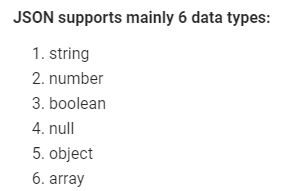 JSON supports mainly 6 data types:
1. string
2. number
3. boolean
4. null
5. object
6. array